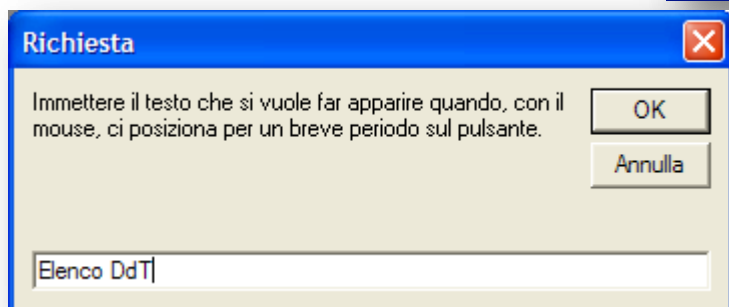 Richiesta
Immettere il testo che si vuole far apparire quando, con il
mouse, ci posiziona per un breve periodo sul pulsante.
OK
Annulla
Elenco DdT